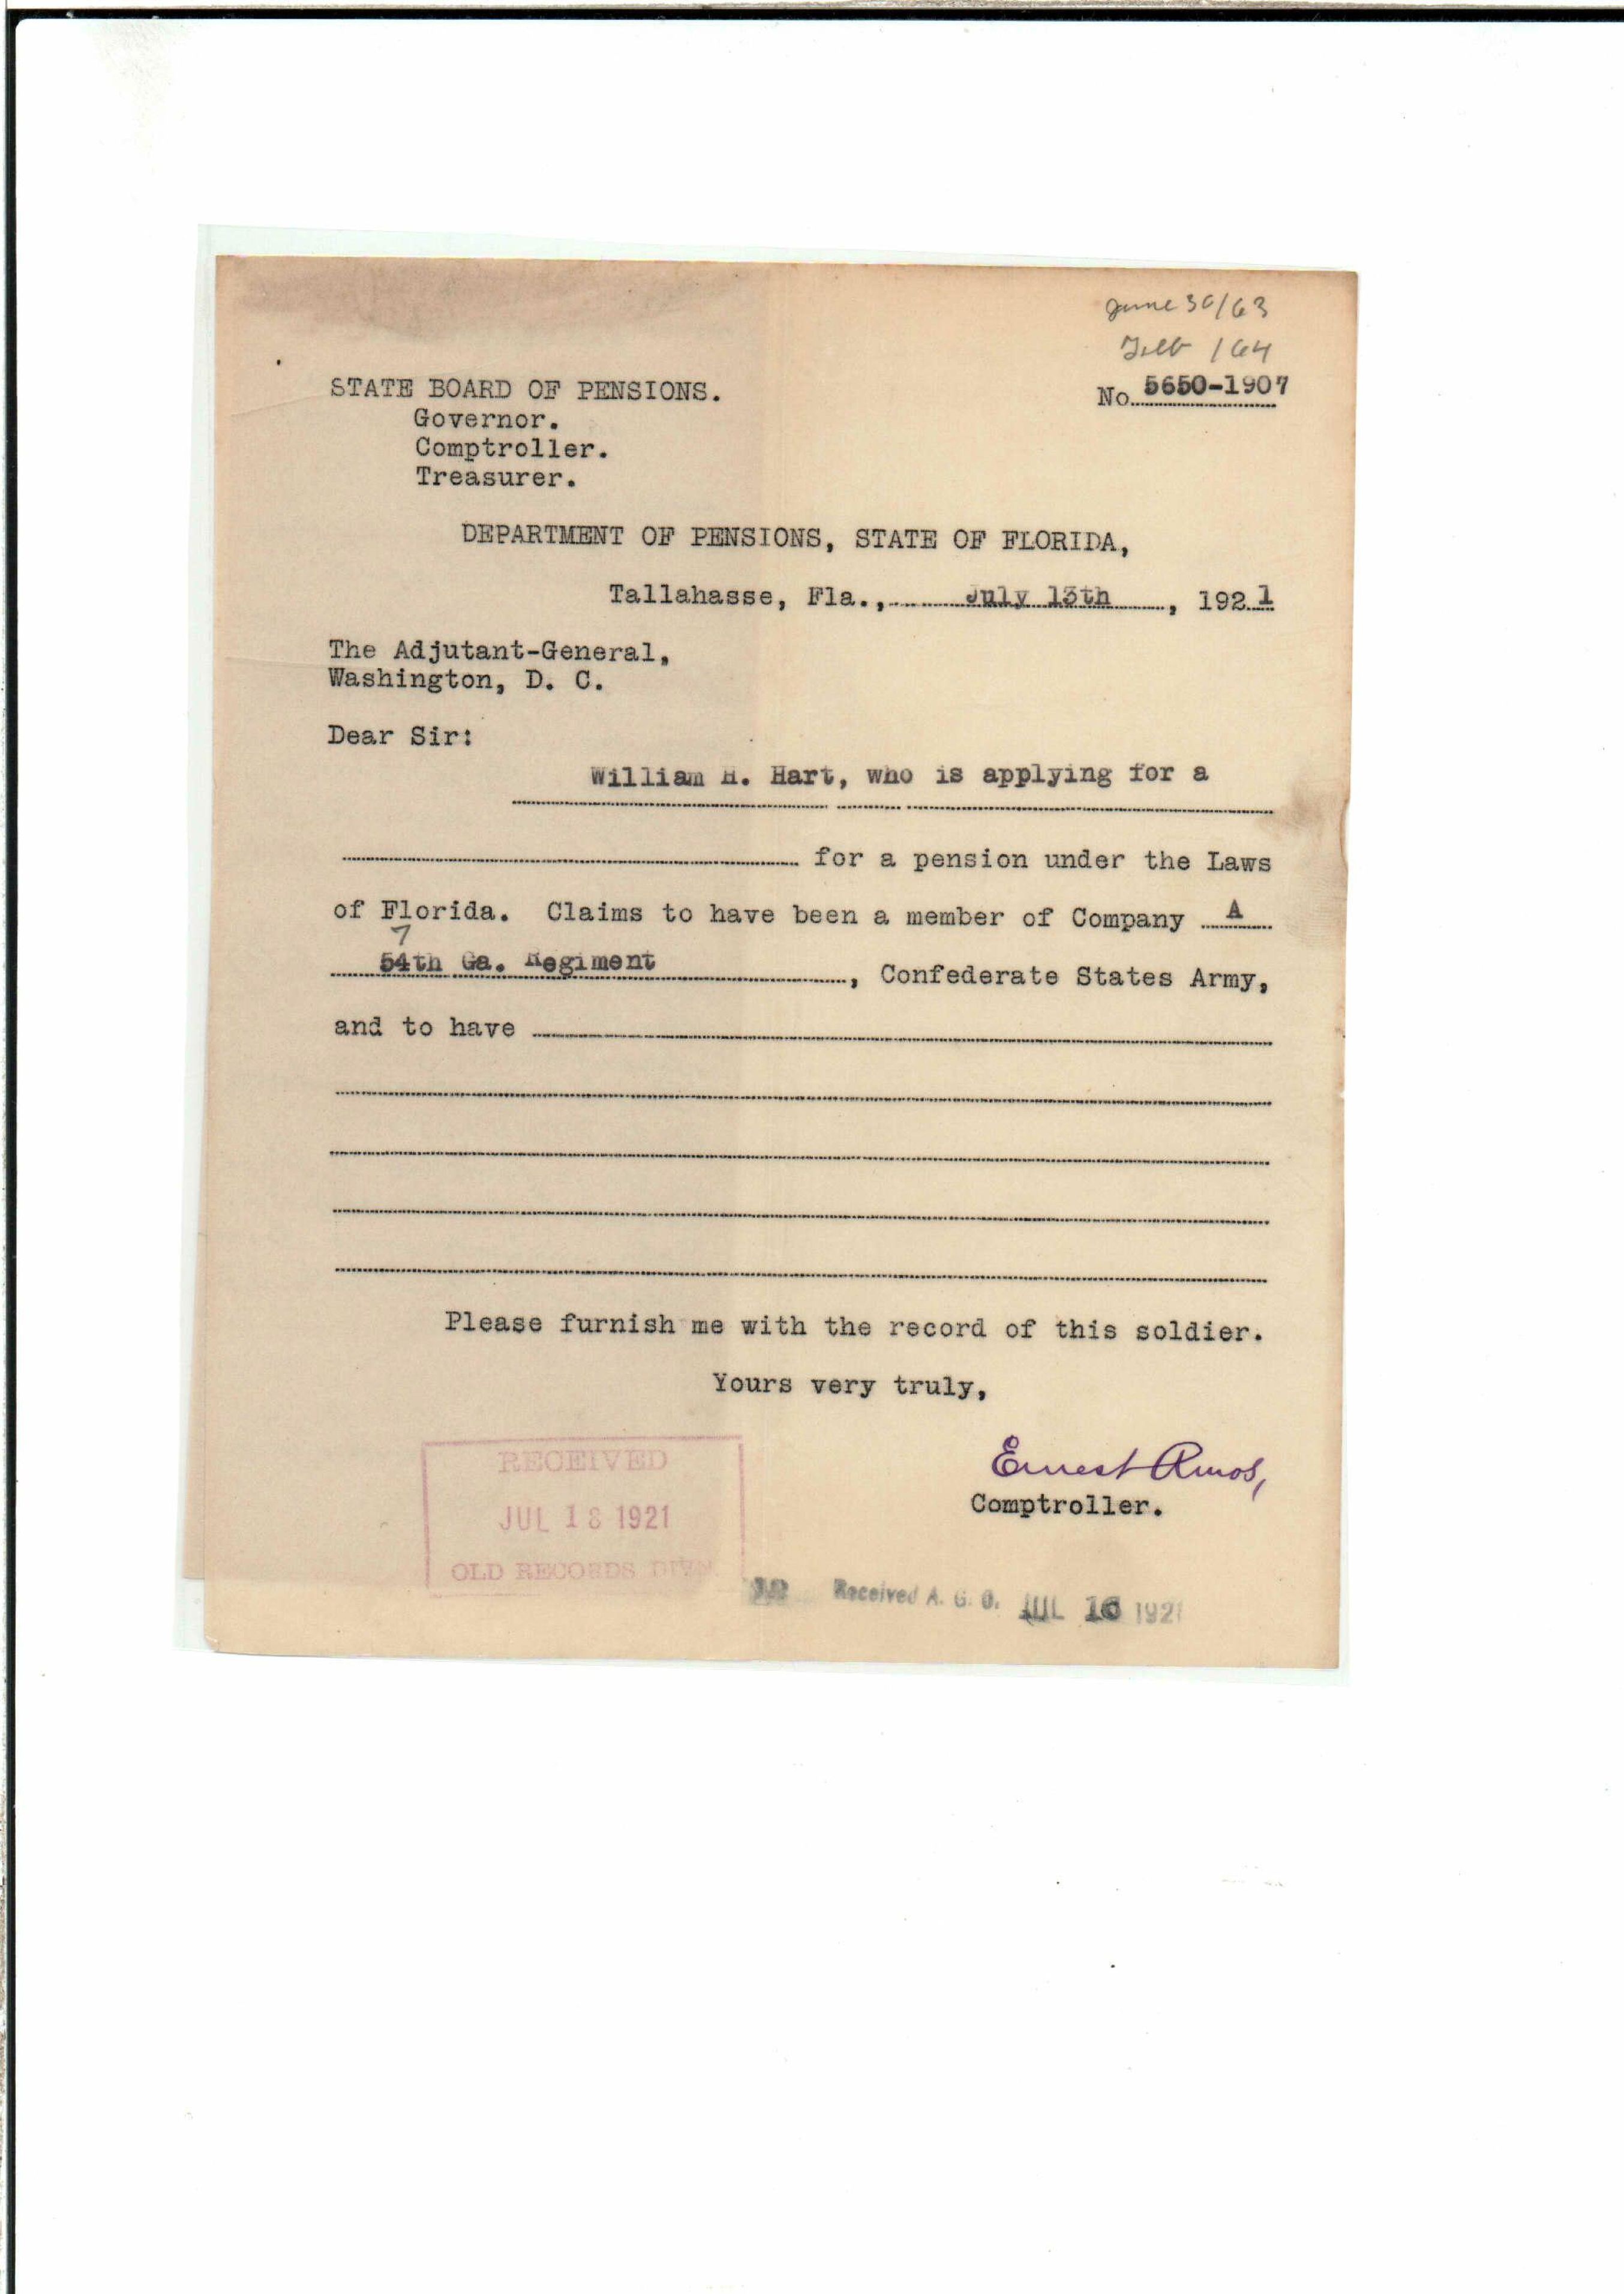 June 30/63
Feb / 64
STATE BOARD OF PENSIONS.
No. 5650-1907
Governor.
Comptroller.
Treasurer.
DEPARTMENT OF PENSIONS, STATE OF FLORIDA,
Tallahasse, Fla., July 13th, 1921
The Adjutant-General,
Washington, D. C.
Dear Sir:
William H. Hart, who is applying for a
for a pension under the Laws
of Florida. Claims to have been a member of Company A
7
54th Ga. Regiment, Confederate States Army,
and to have
Please furnish me with the record of this soldier.
Yours very truly,
Ernest Amos,
Comptroller.
RECEIVED
JUL 18 1921
OLD RECORDS DIV'N
Received A. G. O. JUL 16 1921